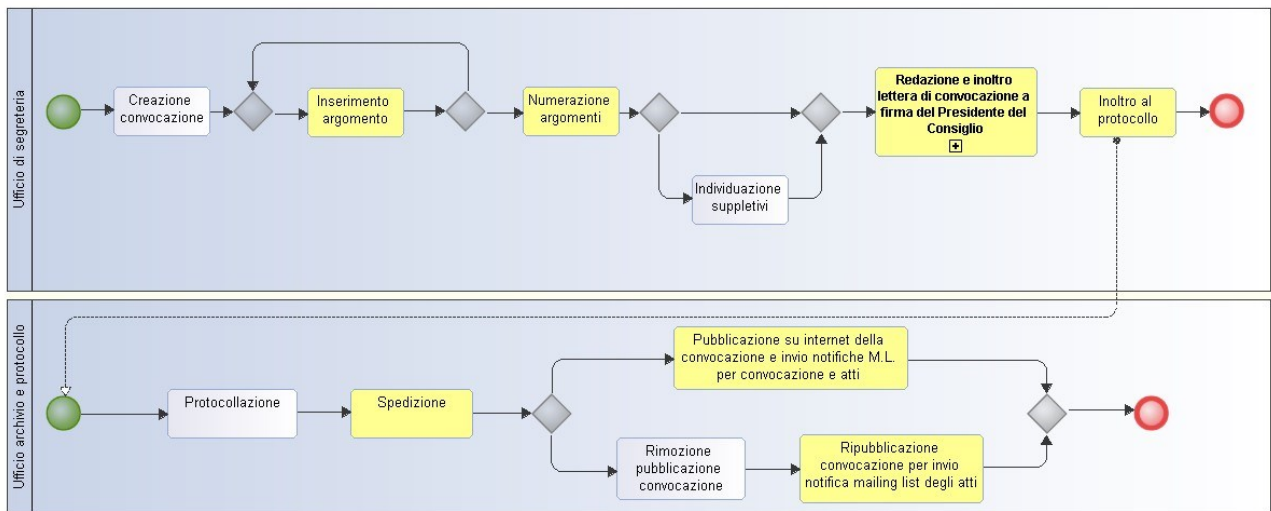 Ufficio di segreteria
Creazione
convocazione
Inserimento
argomento
Numerazione
argomenti
Individuazione
suppletivi
Redazione e inoltro
lettera di convocazione a
firma del Presidente del
Consiglio
Inoltro al
protocollo
Ufficio archivio e protocollo
Protocollazione
Spedizione
Pubblicazione su internet della
convocazione e invio notifiche M.L.
per convocazione e atti
Rimozione
pubblicazione
convocazione
Ripubblicazione
convocazione per invio
notifica mailing list degli atti